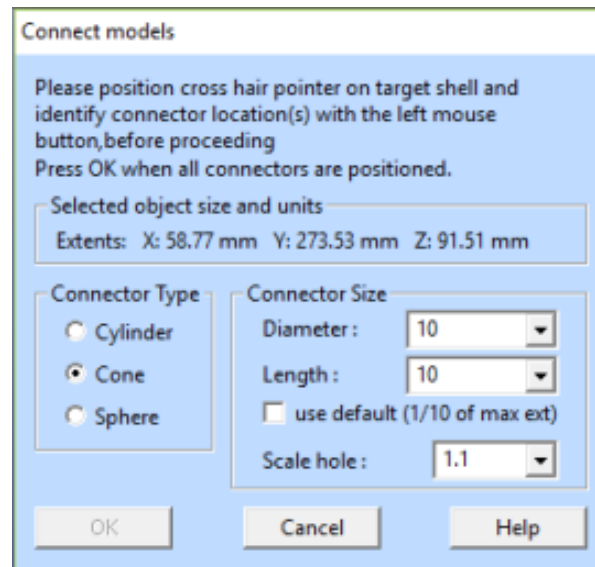 Connect models
Please position cross hair pointer on target shell and
identify connector location(s) with the left mouse
button,before proceeding
Press OK when all connectors are positioned.
Selected object size and units
Extents: X: 58.77 mm Y: 273.53 mm Z: 91.51 mm
Connector Type
Cylinder
Cone
Sphere
Connector Size
Diameter : 10
Length : 10
use default (1/10 of max ext)
Scale hole : 1.1
OK Cancel Help